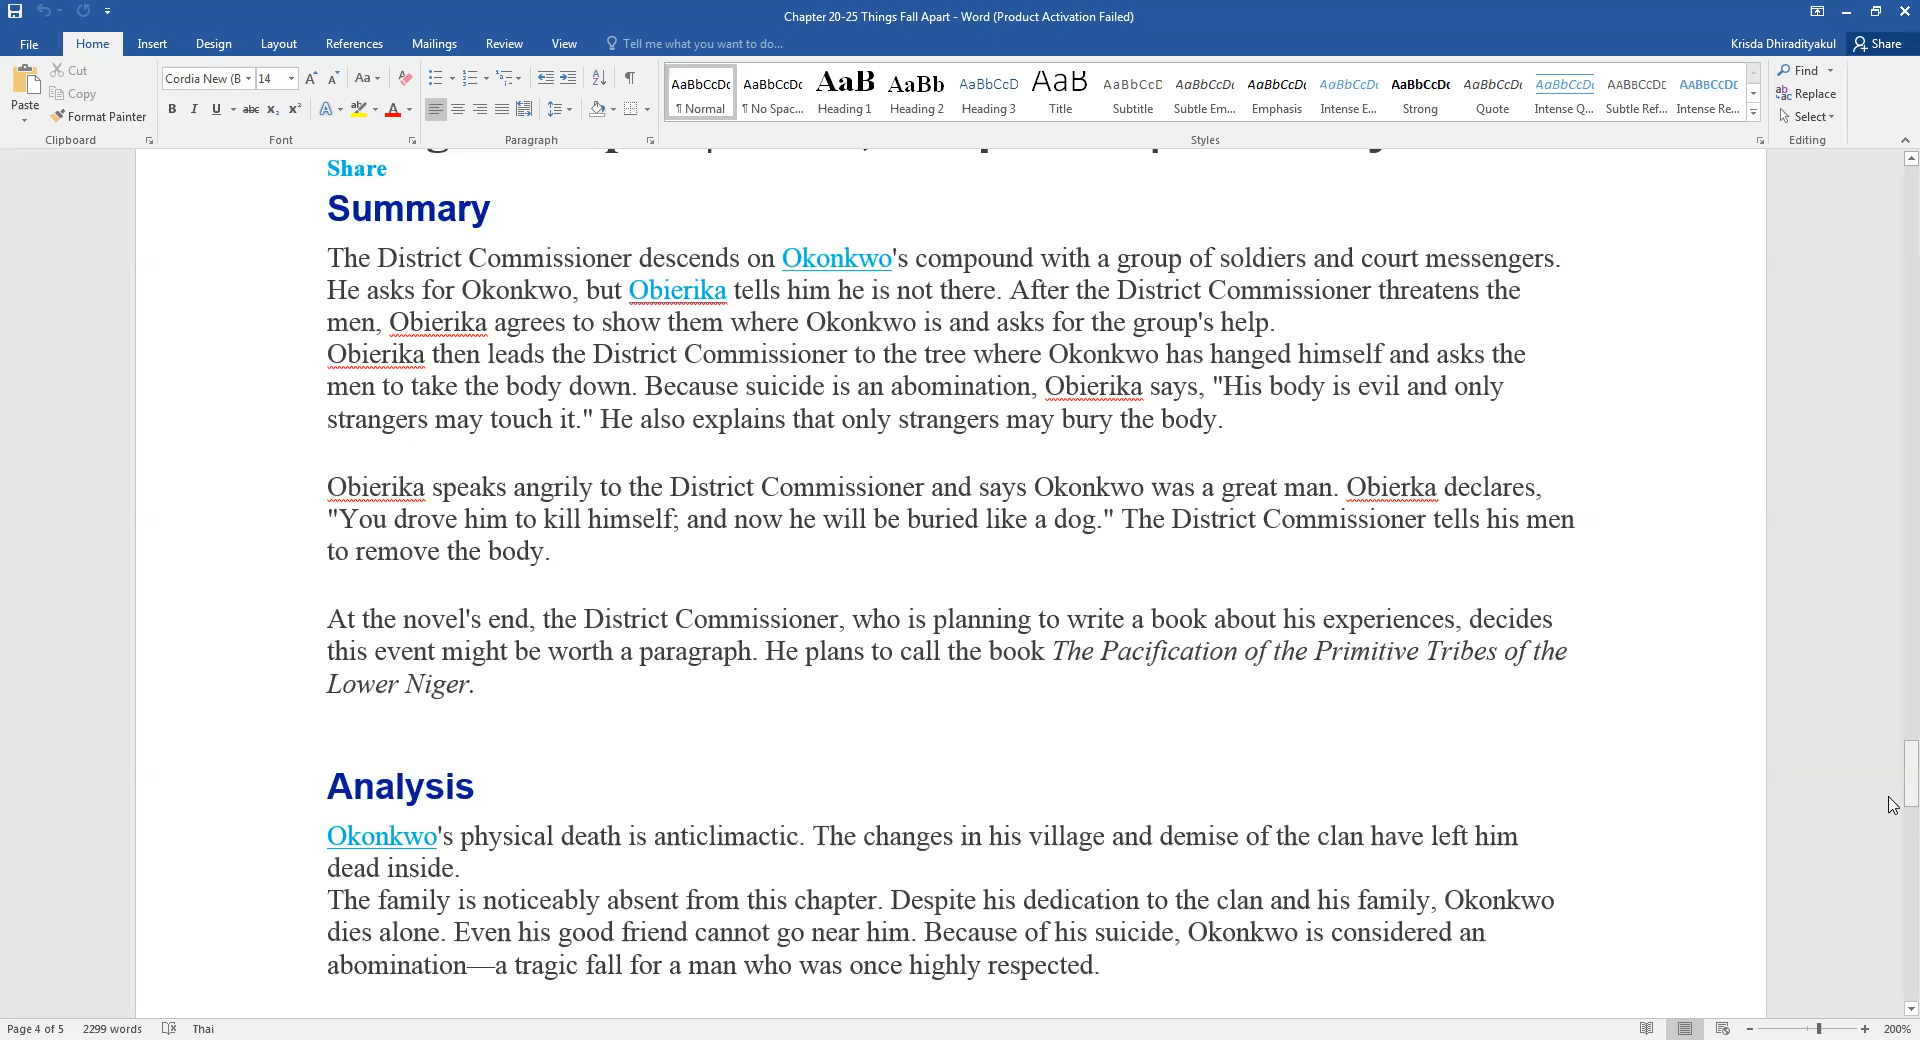 Chapter 20-25 Things Fall Apart - Word (Product Activation Failed)
File Home Insert Design Layout References Mailings Review View Tell me what you want to do... Krisda Dhiradityakul Share
Paste Cut Copy Format Painter
Cordia New (B 14
AaBbCcDc AaBbCcDc AaB AaBb AaBbCcD AaB AaBbCcD AaBbCcDc AaBbCcDc AaBbCcDc AaBbCcDc AaBbCcDc AaBbCcDc AABBCCDC AABBCCDC
¶ Normal ¶ No Spac... Heading 1 Heading 2 Heading 3 Title Subtitle Subtle Em... Emphasis Intense E... Strong Quote Intense Q... Subtle Ref... Intense Re...
Find
Replace
Select
Clipboard Font Paragraph Styles Editing
Share
Summary
The District Commissioner descends on Okonkwo's compound with a group of soldiers and court messengers.
He asks for Okonkwo, but Obierika tells him he is not there. After the District Commissioner threatens the
men, Obierika agrees to show them where Okonkwo is and asks for the group's help.
Obierika then leads the District Commissioner to the tree where Okonkwo has hanged himself and asks the
men to take the body down. Because suicide is an abomination, Obierika says, "His body is evil and only
strangers may touch it." He also explains that only strangers may bury the body.
Obierika speaks angrily to the District Commissioner and says Okonkwo was a great man. Obierka declares,
"You drove him to kill himself; and now he will be buried like a dog." The District Commissioner tells his men
to remove the body.
At the novel's end, the District Commissioner, who is planning to write a book about his experiences, decides
this event might be worth a paragraph. He plans to call the book The Pacification of the Primitive Tribes of the
Lower Niger.
Analysis
Okonkwo's physical death is anticlimactic. The changes in his village and demise of the clan have left him
dead inside.
The family is noticeably absent from this chapter. Despite his dedication to the clan and his family, Okonkwo
dies alone. Even his good friend cannot go near him. Because of his suicide, Okonkwo is considered an
abomination—a tragic fall for a man who was once highly respected.
Page 4 of 5 2299 words Thai 200%